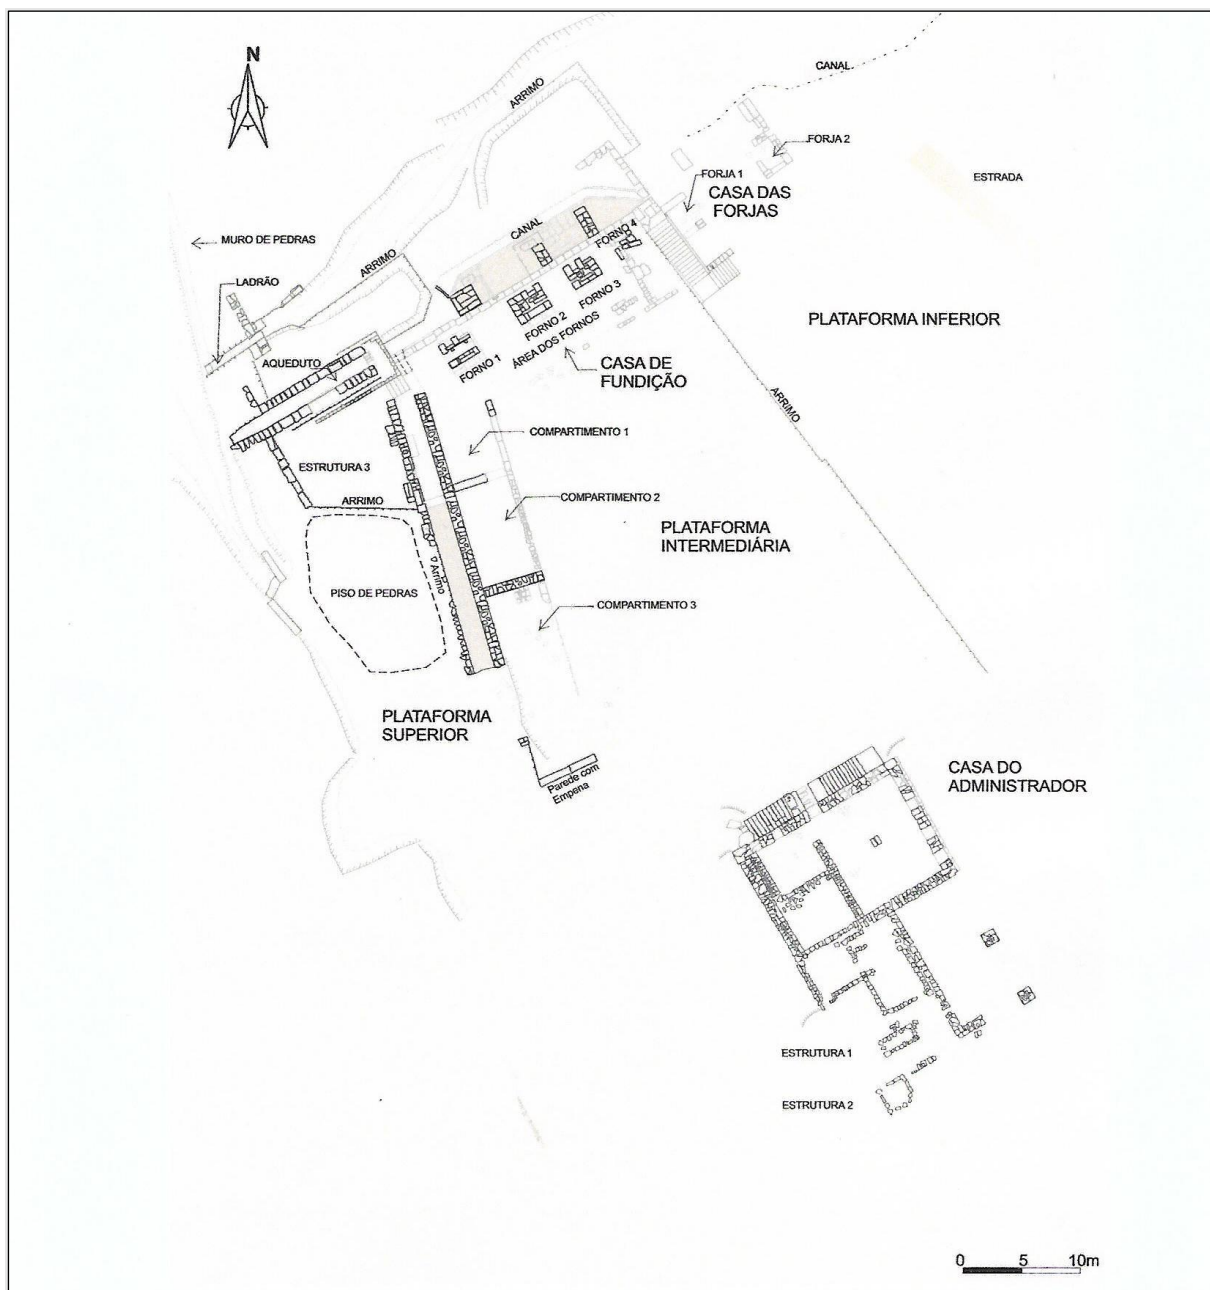 N
CANAL
ARRIMO
FORJA 2
FORJA 1
ESTRADA
CASA DAS
FORJAS
CANAL
MURO DE PEDRAS
FORNO 4
ARRIMO
LADRÃO
FORNO 3
PLATAFORMA INFERIOR
FORNO 2
ÁREA DOS FORNOS
AQUEDUTO
FORNO 1
CASA DE
FUNDIÇÃO
ARRIMO
COMPARTIMENTO 1
ESTRUTURA 3
ARRIMO
COMPARTIMENTO 2
PLATAFORMA
INTERMEDIÁRIA
Arrimo
PISO DE PEDRAS
COMPARTIMENTO 3
PLATAFORMA
SUPERIOR
Parede com
Empena
CASA DO
ADMINISTRADOR
ESTRUTURA 1
ESTRUTURA 2
0 5 10m